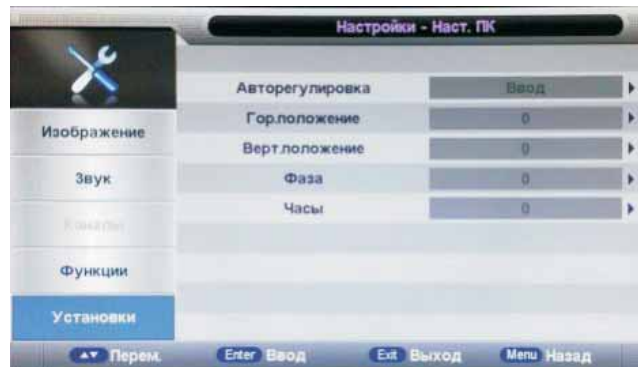 Настройки - Наст. ПК
Авторегулировка Ввод
Гор.положение 0
Верт.положение 0
Фаза 0
Часы 0
Изображение
Звук
Каналы
Функции
Установки
Перем. Enter Ввод Exit Выход Menu Назад